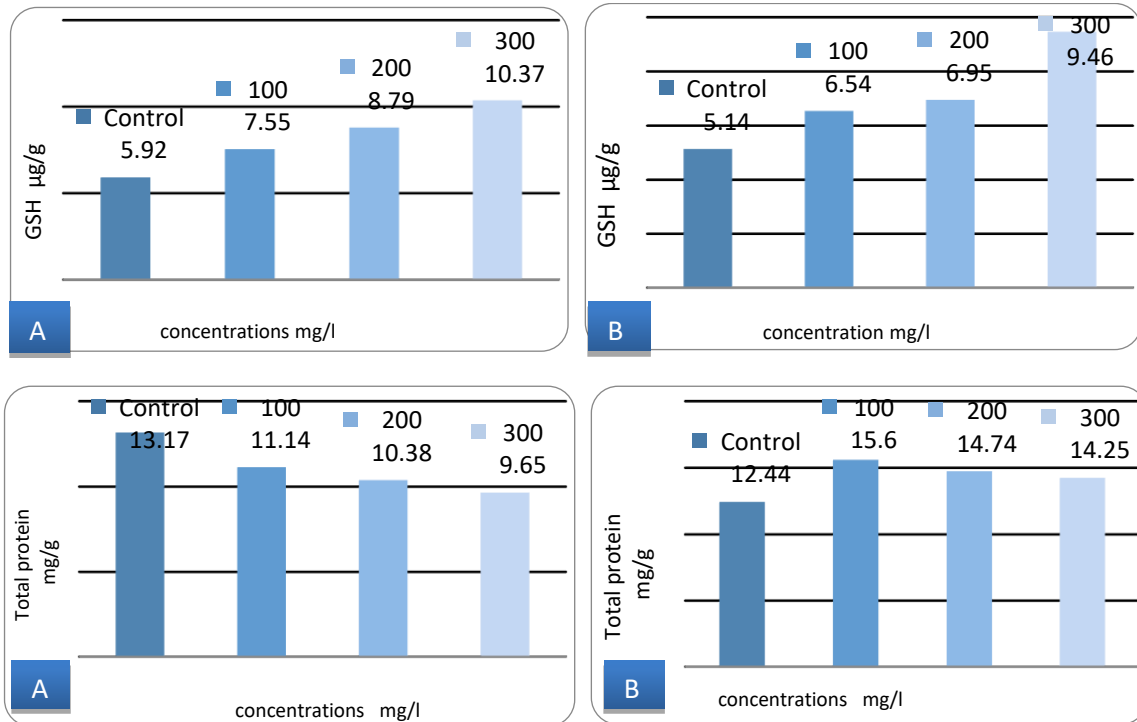 300
10.37
200
8.79
100
7.55
Control
5.92
GSH µg/g
concentrations mg/l
A
300
9.46
200
6.95
100
6.54
Control
5.14
GSH µg/g
concentration mg/l
B
Control
13.17
100
11.14
200
10.38
300
9.65
Total protein
mg/g
concentrations mg/l
A
Control
12.44
100
15.6
200
14.74
300
14.25
Total protein
mg/g
concentrations mg/l
B